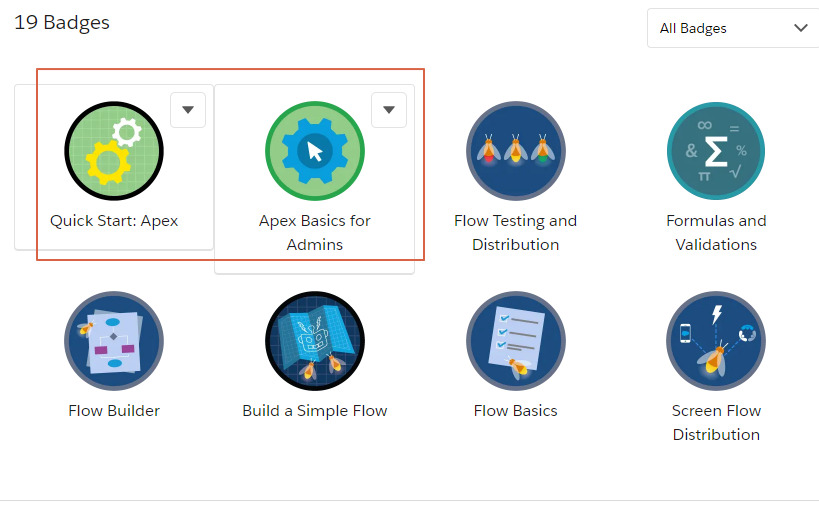 19 Badges
All Badges
∞ =
& Σ %
π √
Quick Start: Apex
Apex Basics for
Admins
Flow Testing and
Distribution
Formulas and
Validations
Flow Builder
Build a Simple Flow
Flow Basics
Screen Flow
Distribution